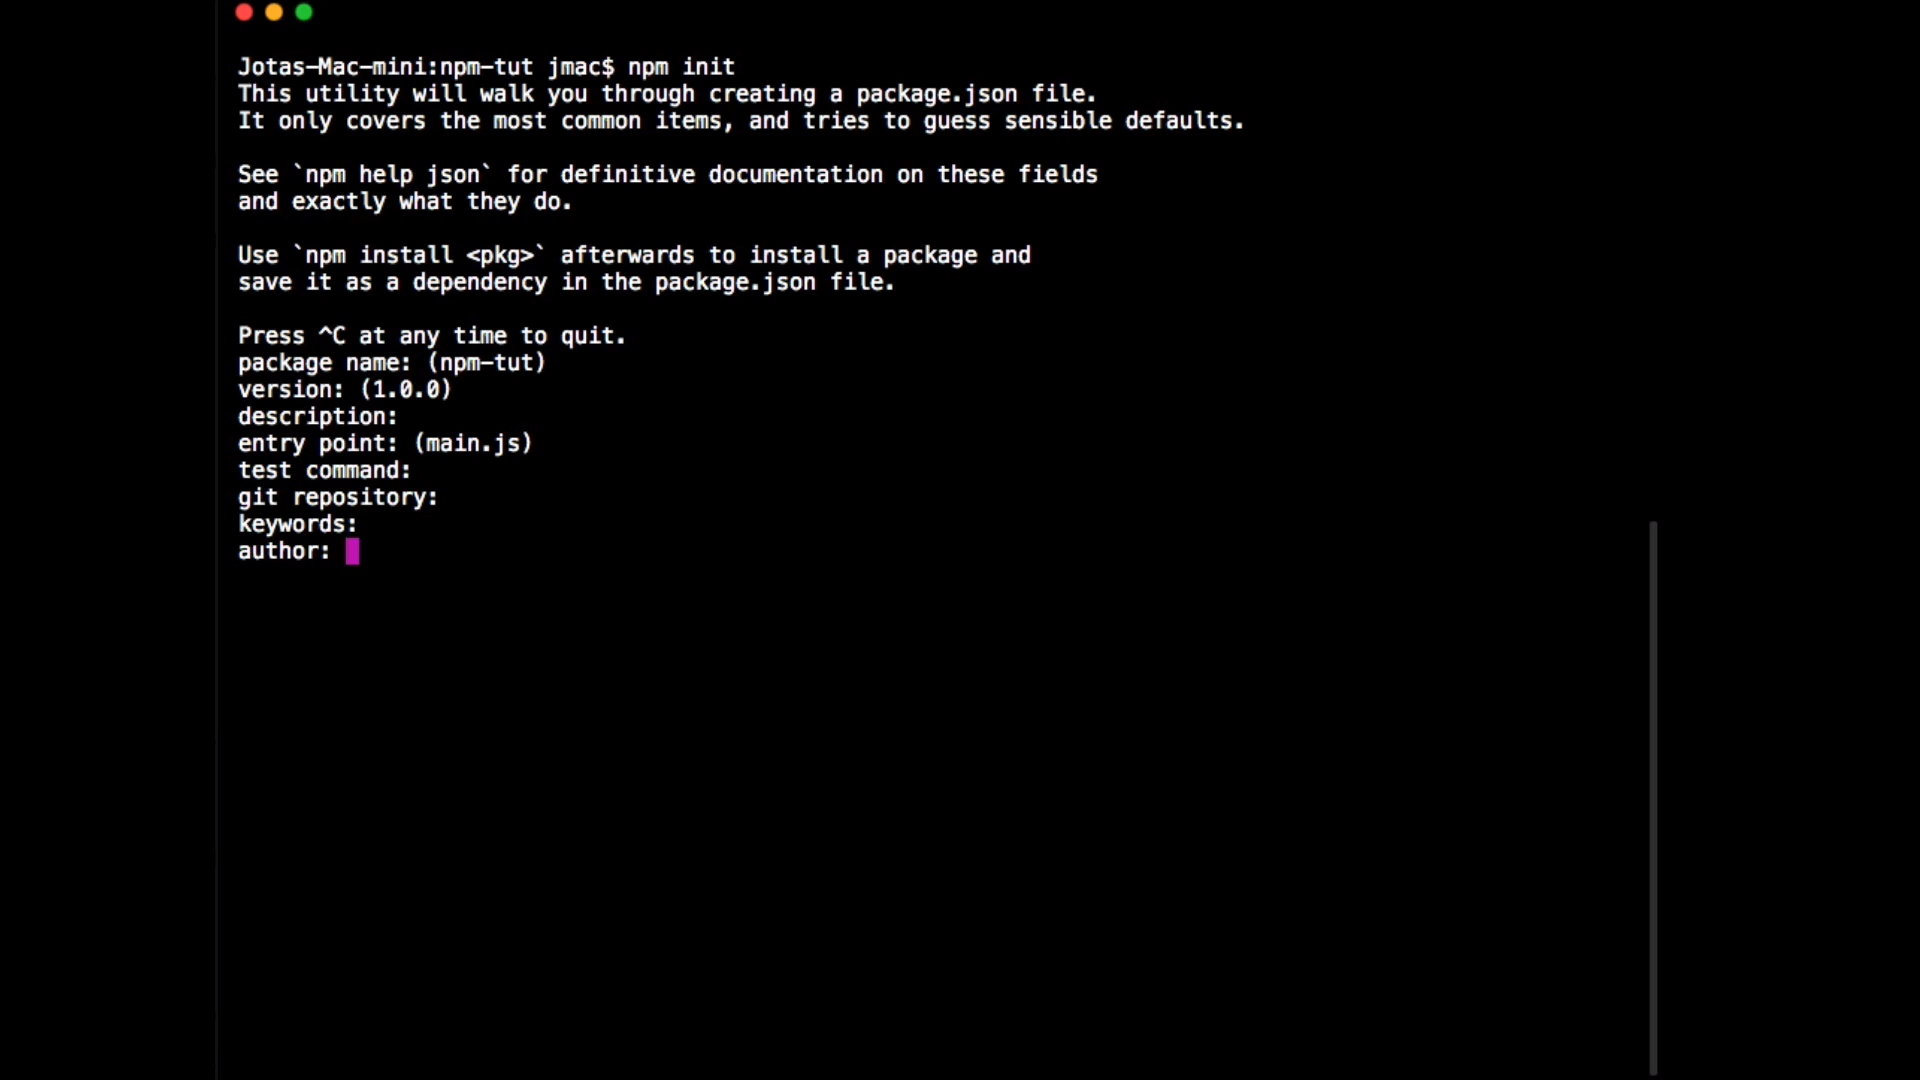 Jotas-Mac-mini:npm-tut jmac$ npm init
This utility will walk you through creating a package.json file.
It only covers the most common items, and tries to guess sensible defaults.
See `npm help json` for definitive documentation on these fields
and exactly what they do.
Use `npm install <pkg>` afterwards to install a package and
save it as a dependency in the package.json file.
Press ^C at any time to quit.
package name: (npm-tut)
version: (1.0.0)
description:
entry point: (main.js)
test command:
git repository:
keywords:
author: